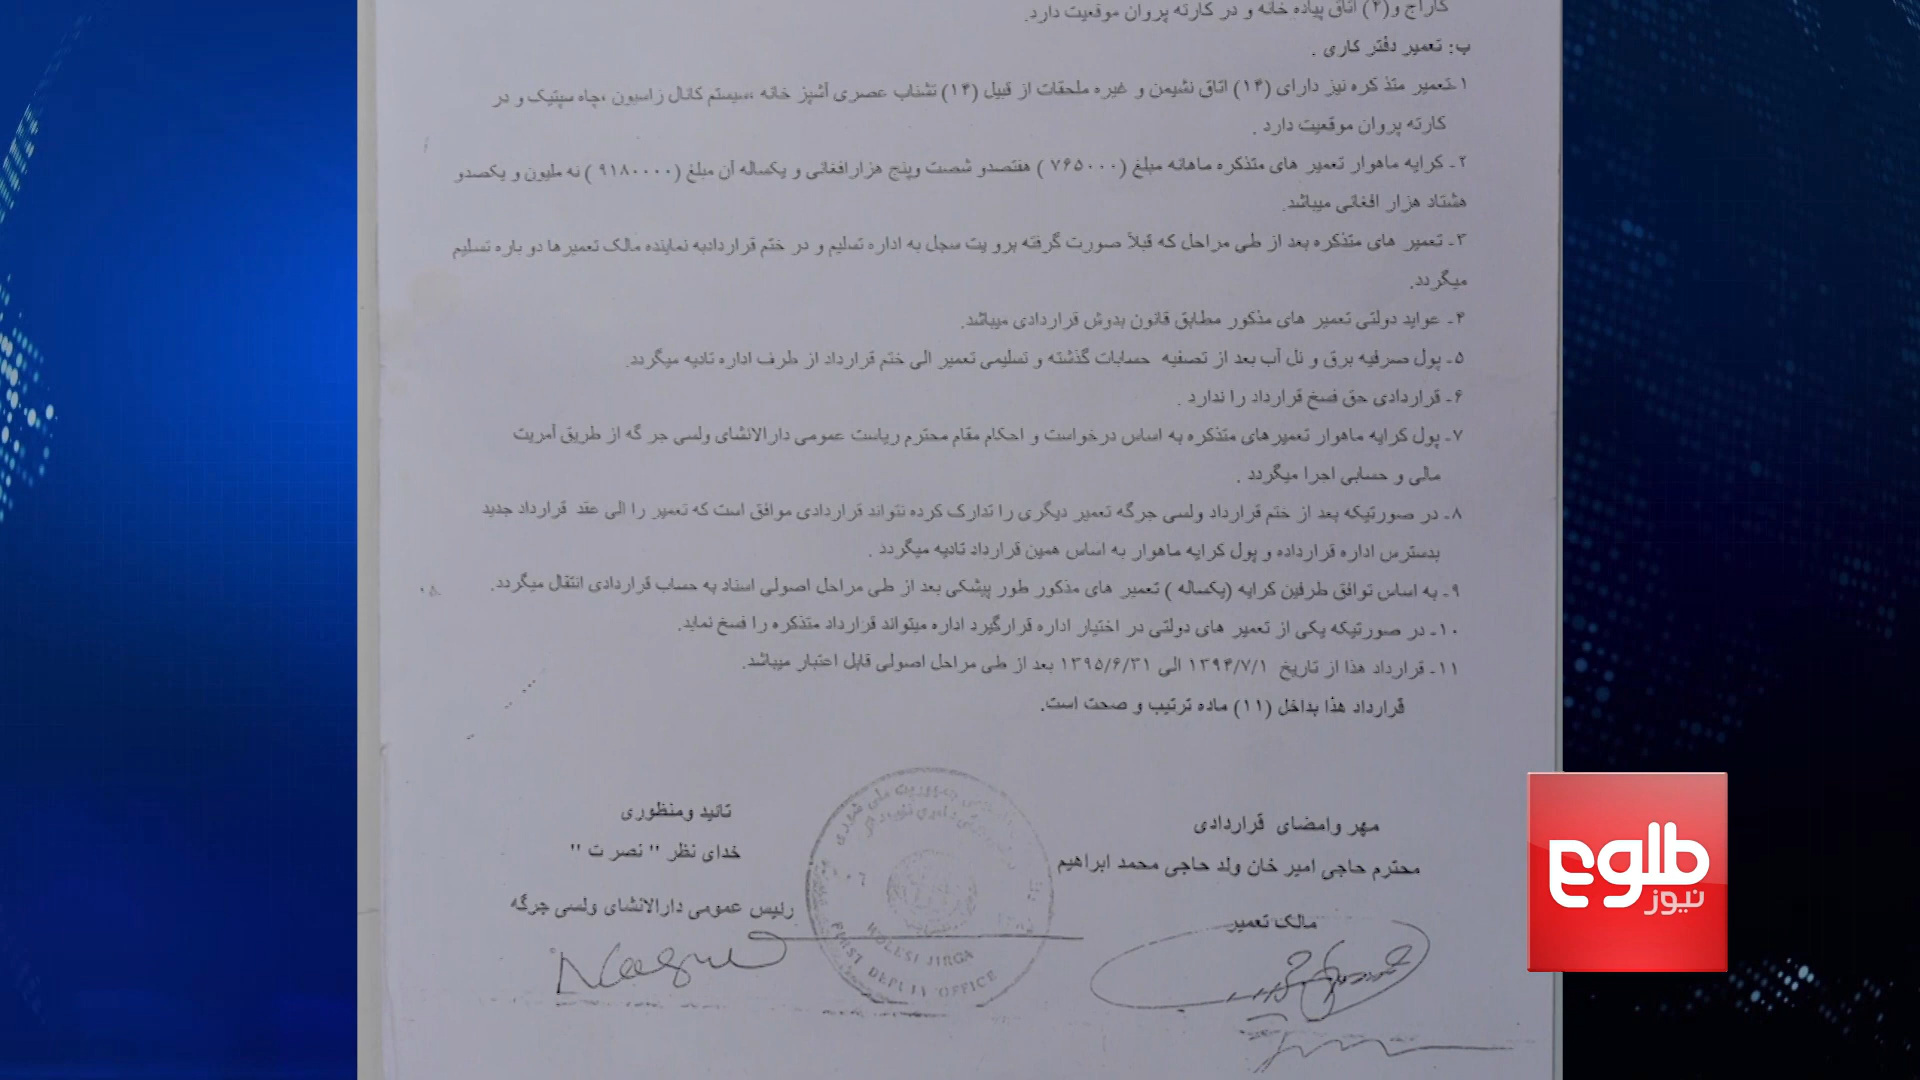 گاراج و(۲) اتاق پیاده خانه و در کارته پروان موقعیت دارد.
ب: تعمیر دفتر کاری .
۱-تعمیر متذ کره نیز دارای (۱۴) اتاق نشیمن و غیره ملحقات از قبیل (۱۴) تشناب عصری آشپز خانه ،سیستم کانال زاسیون ،چاه سپتیک و در
کارته پروان موقعیت دارد .
۲- کرایه ماهوار تعمیر های متذکره ماهانه مبلغ (۷۶۵۰۰۰ ) هفتصدو شصت وپنج هزارافغانی و یکساله آن مبلغ (۹۱۸۰۰۰۰ ) نه ملیون و یکصدو
هشتاد هزار افغانی میباشد.
۳- تعمیر های متذکره بعد از طی مراحل که قبلاً صورت گرفته برو یت سجل به اداره تسلیم و در ختم قراردادبه نماینده مالک تعمیرها دو باره تسلیم
میگردد.
۴- عواید دولتی تعمیر های مذکور مطابق قانون بدوش قراردادی میباشد.
۵- پول صرفیه برق و نل آب بعد از تصفیه حسابات گذشته و تسلیمی تعمیر الی ختم قرارداد از طرف اداره تادیه میگردد.
۶- قراردادی حق فسخ قرارداد را ندارد .
۷- پول کرایه ماهوار تعمیرهای متذکره به اساس درخواست و احکام مقام محترم ریاست عمومی دارالانشای ولسی جر گه از طریق آمریت
مالی و حسابی اجرا میگردد .
۸- در صورتیکه بعد از ختم قرارداد ولسی جرگه تعمیر دیگری را تدارک کرده نتواند قراردادی موافق است که تعمیر را الی عقد قرارداد جدید
بدسترس اداره قرارداده و پول کرایه ماهوار به اساس همین قرارداد تادیه میگردد .
۹- به اساس توافق طرفین کرایه (یکساله ) تعمیر های مذکور طور پیشکی بعد از طی مراحل اصولی اسناد به حساب قراردادی انتقال میگردد.
۱۰- در صورتیکه یکی از تعمیر های دولتی در اختیار اداره قرارگیرد اداره میتواند قرارداد متذکره را فسخ نماید.
۱۱- قرارداد هذا از تاریخ ۱۳۹۴/۷/۱ الی ۱۳۹۵/۶/۳۱ بعد از طی مراحل اصولی قابل اعتبار میباشد.
قرارداد هذا بداخل (۱۱) ماده ترتیب و صحت است.
مهر وامضای قراردادی
محترم حاجی امیر خان ولد حاجی محمد ابراهیم
مالک تعمیر
تائید ومنظوری
خدای نظر " نصر ت "
رئیس عمومی دارالانشای ولسی جرگه
WOLESI JIRGA
FIRST DEPUTY OFFICE
طلوع
نیوز